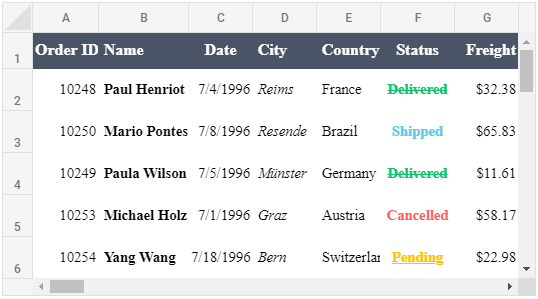 A B C D E F G
1 Order ID Name Date City Country Status Freight
2 10248 Paul Henriot 7/4/1996 Reims France Delivered $32.38
3 10250 Mario Pontes 7/8/1996 Resende Brazil Shipped $65.83
4 10249 Paula Wilson 7/5/1996 Münster Germany Delivered $11.61
5 10253 Michael Holz 7/1/1996 Graz Austria Cancelled $58.17
6 10254 Yang Wang 7/18/1996 Bern Switzerlar Pending $22.98